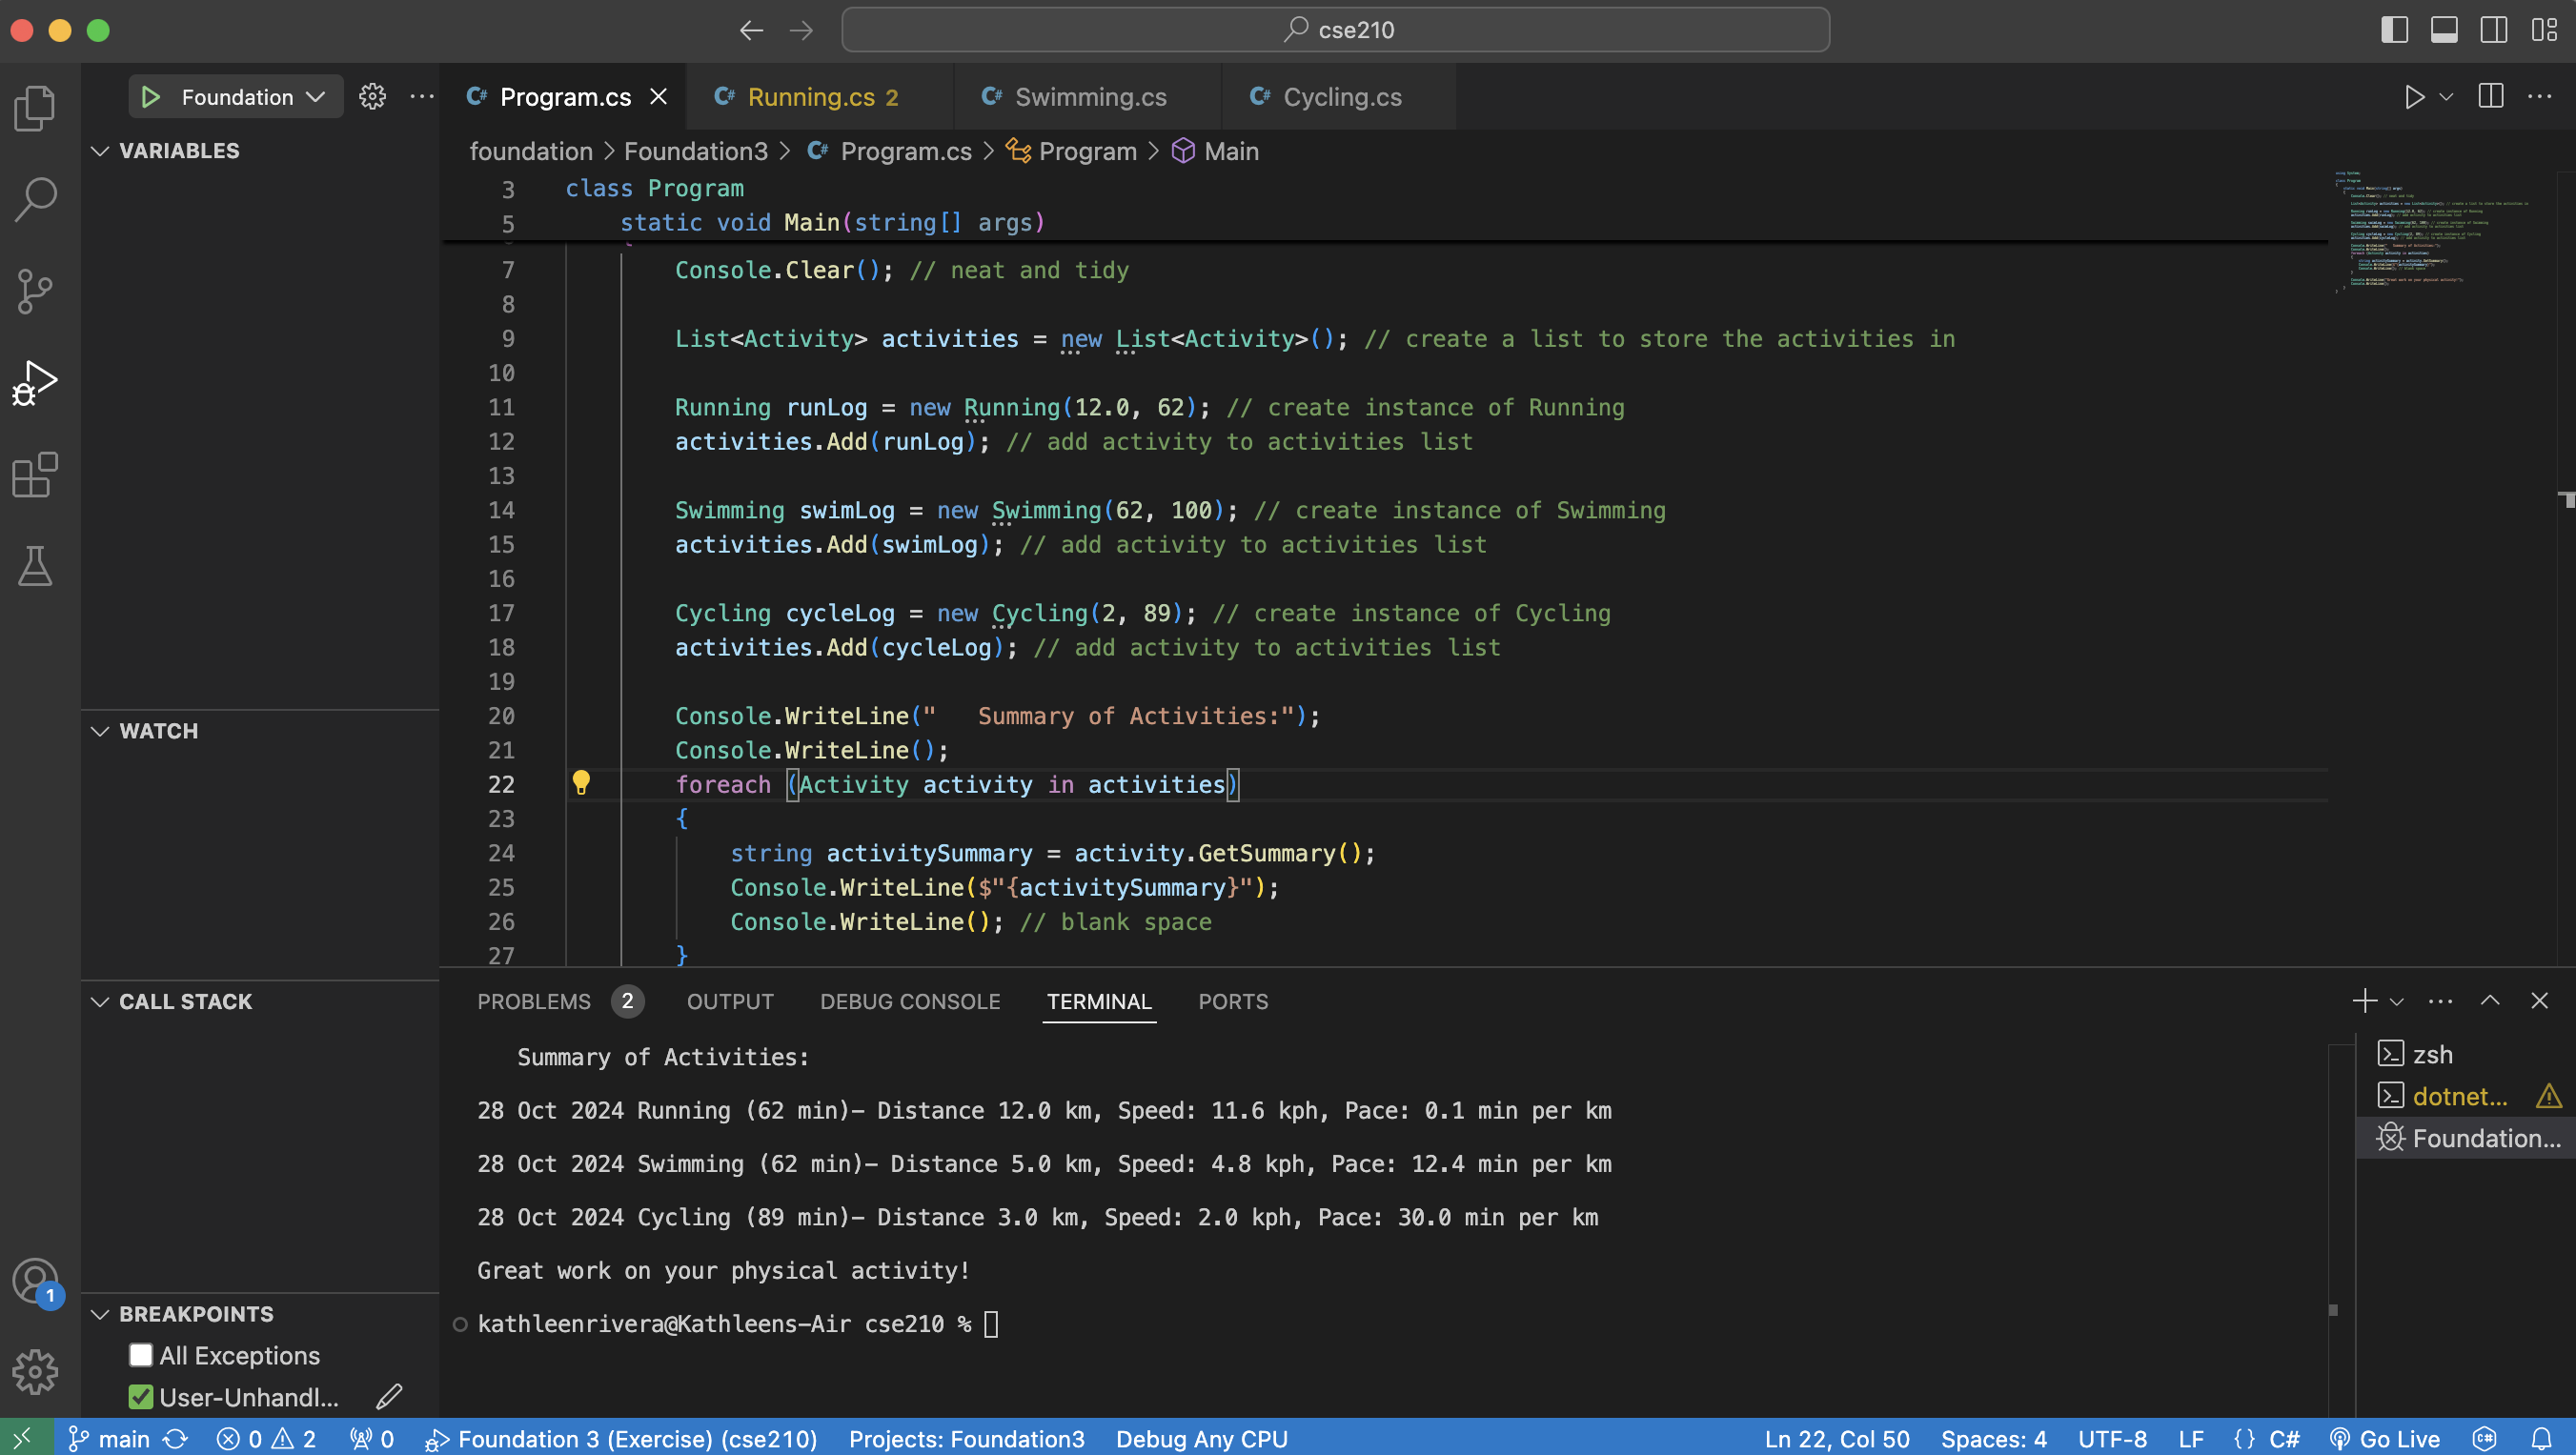 cse210
Foundation
VARIABLES
WATCH
CALL STACK
BREAKPOINTS
All Exceptions
User-Unhandl...
Program.cs
Running.cs 2
Swimming.cs
Cycling.cs
foundation > Foundation3 > Program.cs > Program > Main
3 class Program
5 static void Main(string[] args)
7 Console.Clear(); // neat and tidy
8
9 List<Activity> activities = new List<Activity>(); // create a list to store the activities in
10
11 Running runLog = new Running(12.0, 62); // create instance of Running
12 activities.Add(runLog); // add activity to activities list
13
14 Swimming swimLog = new Swimming(62, 100); // create instance of Swimming
15 activities.Add(swimLog); // add activity to activities list
16
17 Cycling cycleLog = new Cycling(2, 89); // create instance of Cycling
18 activities.Add(cycleLog); // add activity to activities list
19
20 Console.WriteLine("   Summary of Activities:");
21 Console.WriteLine();
22 foreach (Activity activity in activities)
23 {
24 string activitySummary = activity.GetSummary();
25 Console.WriteLine($"{activitySummary}");
26 Console.WriteLine(); // blank space
27 }
PROBLEMS 2 OUTPUT DEBUG CONSOLE TERMINAL PORTS
Summary of Activities:
28 Oct 2024 Running (62 min)- Distance 12.0 km, Speed: 11.6 kph, Pace: 0.1 min per km
28 Oct 2024 Swimming (62 min)- Distance 5.0 km, Speed: 4.8 kph, Pace: 12.4 min per km
28 Oct 2024 Cycling (89 min)- Distance 3.0 km, Speed: 2.0 kph, Pace: 30.0 min per km
Great work on your physical activity!
kathleenrivera@Kathleens-Air cse210 %
zsh
dotnet...
Foundation...
1
main 0 2 0 Foundation 3 (Exercise) (cse210) Projects: Foundation3 Debug Any CPU Ln 22, Col 50 Spaces: 4 UTF-8 LF {} C# Go Live